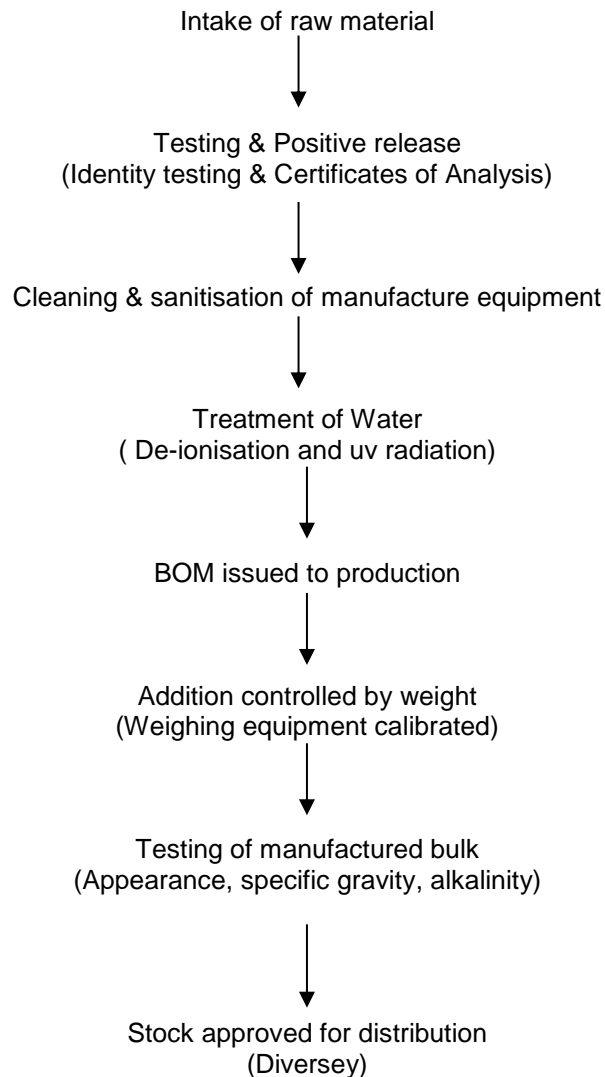 Intake of raw material
Testing & Positive release
(Identity testing & Certificates of Analysis)
Cleaning & sanitisation of manufacture equipment
Treatment of Water
( De-ionisation and uv radiation)
BOM issued to production
Addition controlled by weight
(Weighing equipment calibrated)
Testing of manufactured bulk
(Appearance, specific gravity, alkalinity)
Stock approved for distribution
(Diversey)